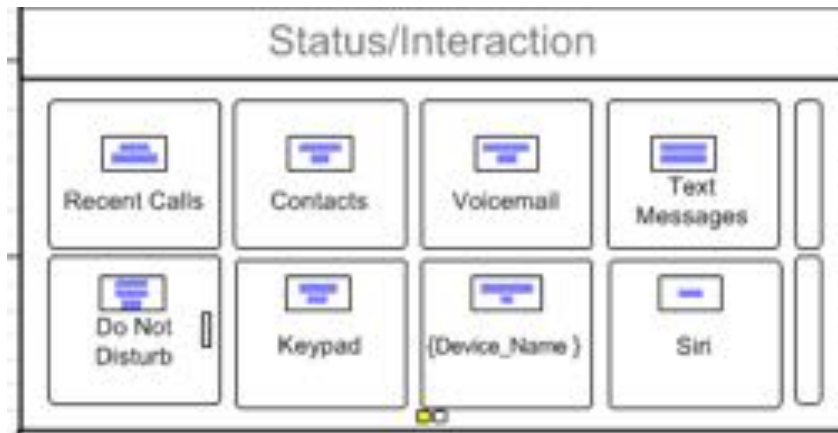 Status/Interaction
Recent Calls
Contacts
Voicemail
Text
Messages
Do Not
Disturb
Keypad
{Device_Name }
Siri